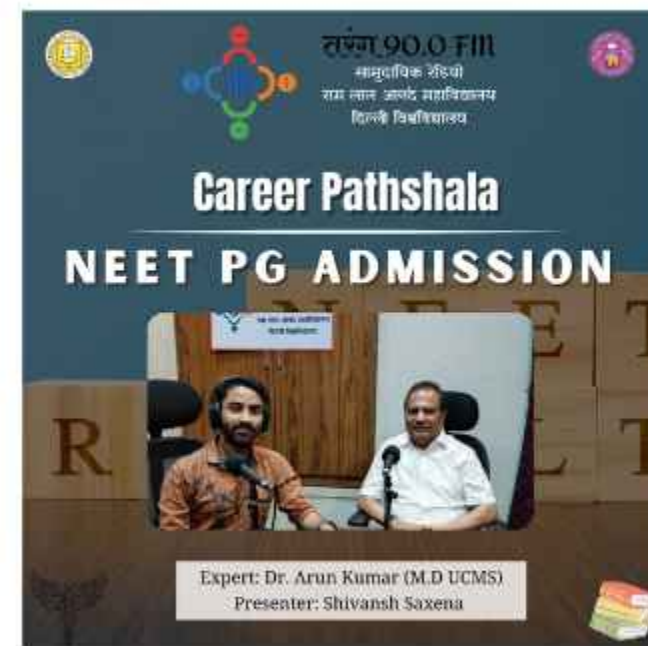 तरंग 90.0 FM
सामुदायिक रेडियो
राम लाल आनंद महाविद्यालय
दिल्ली विश्वविद्यालय
Career Pathshala
NEET PG ADMISSION
N E E T
R L T
Expert: Dr. Arun Kumar (M.D UCMS)
Presenter: Shivansh Saxena